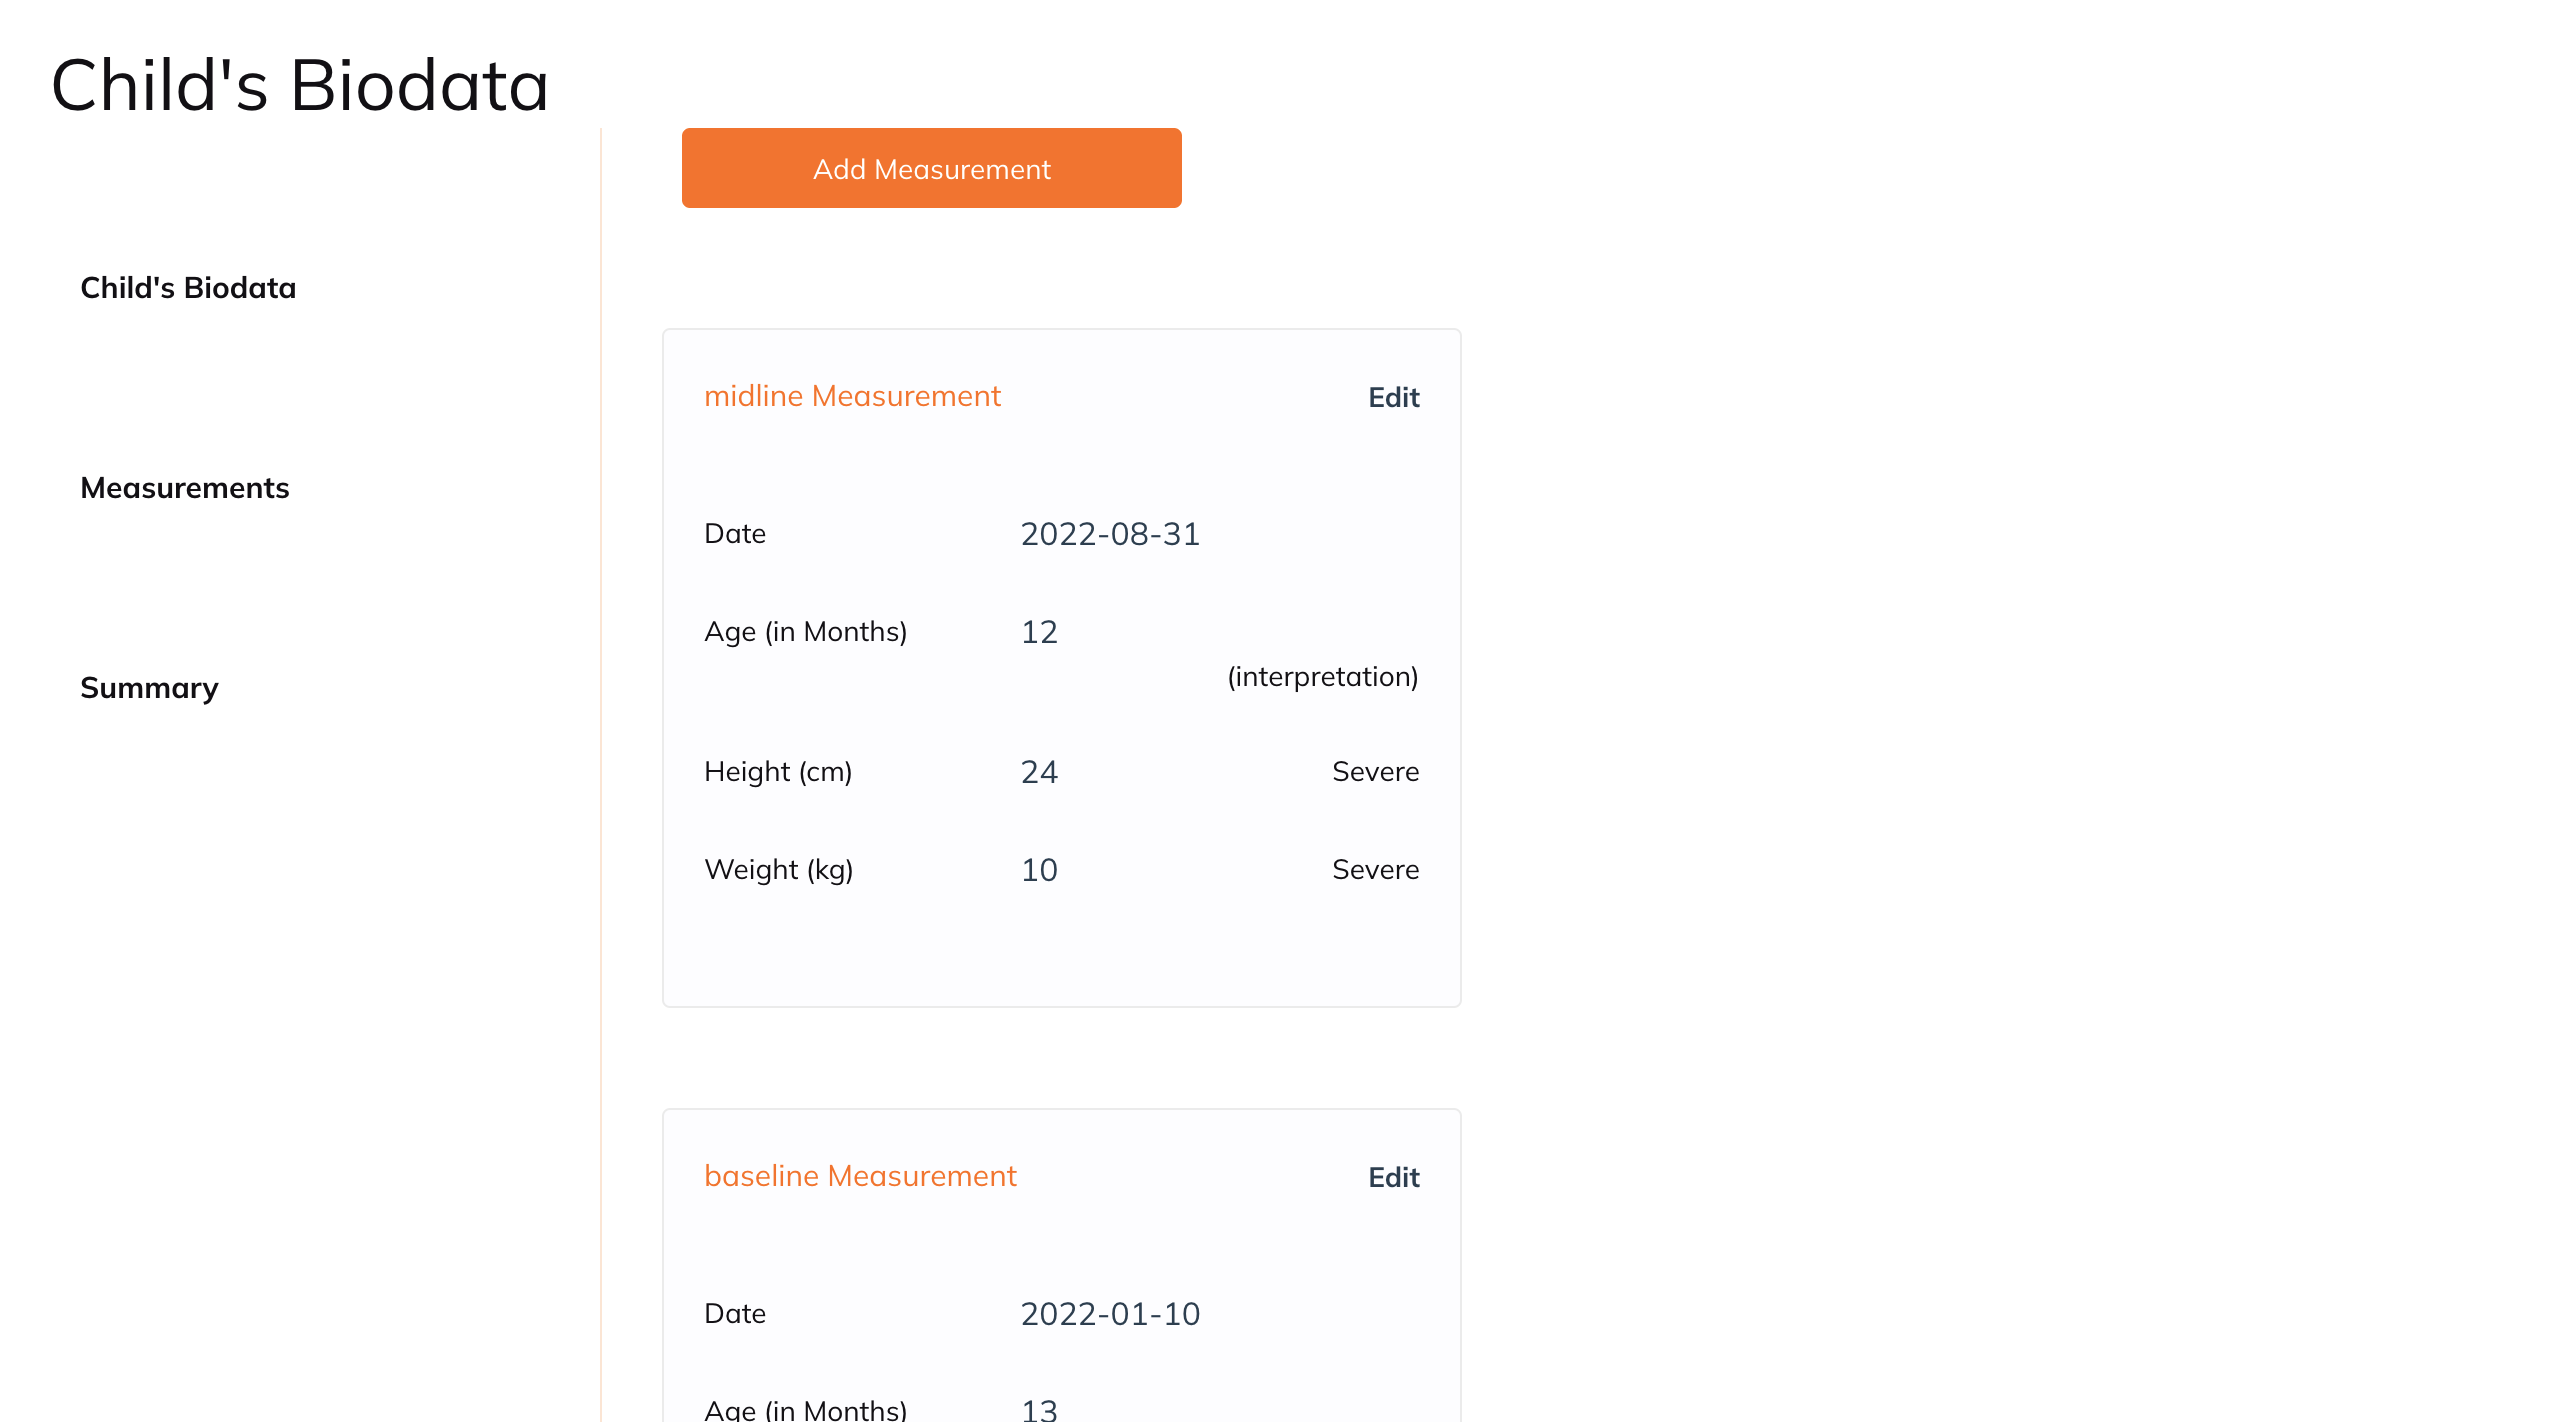 Child's Biodata
Add Measurement
Child's Biodata
Measurements
Summary
midline Measurement Edit
Date 2022-08-31
Age (in Months) 12
(interpretation)
Height (cm) 24 Severe
Weight (kg) 10 Severe
baseline Measurement Edit
Date 2022-01-10
Age (in Months) 13